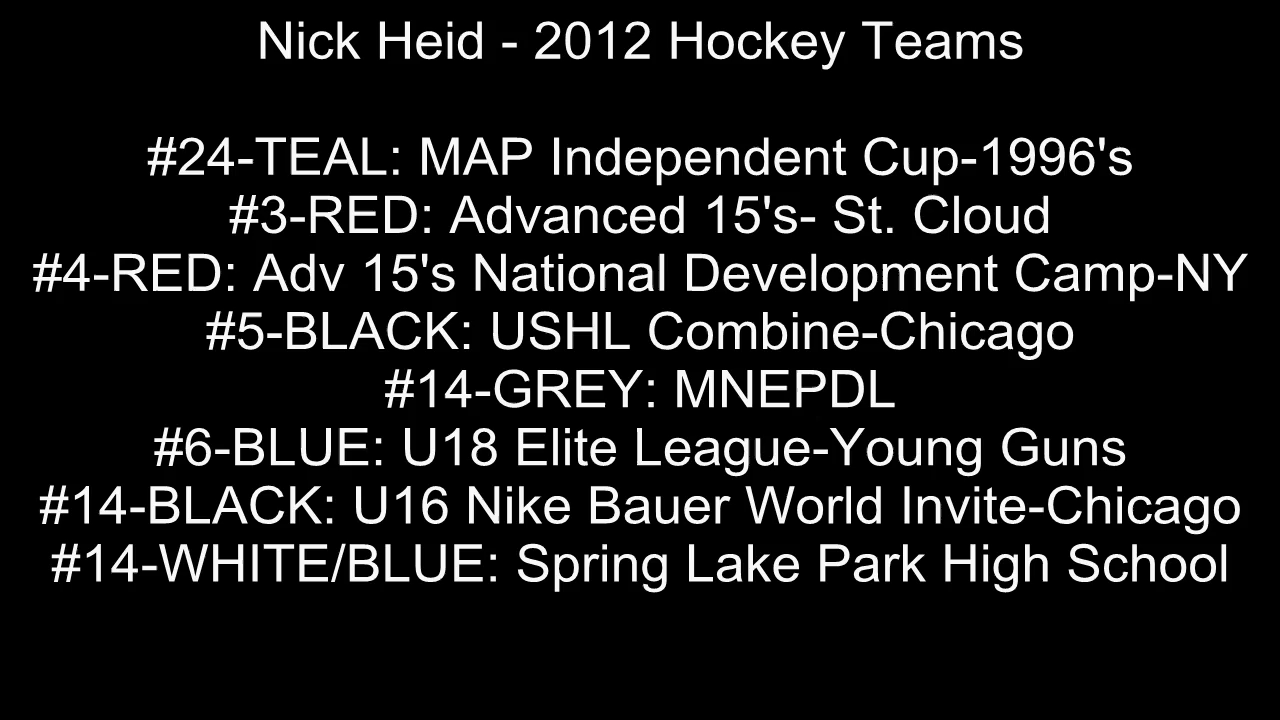 Nick Heid - 2012 Hockey Teams
#24-TEAL: MAP Independent Cup-1996's
#3-RED: Advanced 15's- St. Cloud
#4-RED: Adv 15's National Development Camp-NY
#5-BLACK: USHL Combine-Chicago
#14-GREY: MNEPDL
#6-BLUE: U18 Elite League-Young Guns
#14-BLACK: U16 Nike Bauer World Invite-Chicago
#14-WHITE/BLUE: Spring Lake Park High School